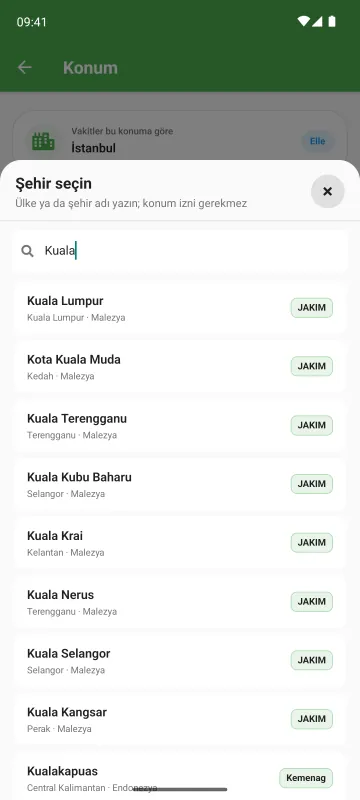 09:41
Konum
Vakitler bu konuma göre
İstanbul
Elle
Şehir seçin
Ülke ya da şehir adı yazın; konum izni gerekmez
Kuala
Kuala Lumpur
JAKIM
Kuala Lumpur · Malezya
Kota Kuala Muda
JAKIM
Kedah · Malezya
Kuala Terengganu
JAKIM
Terengganu · Malezya
Kuala Kubu Baharu
JAKIM
Selangor · Malezya
Kuala Krai
JAKIM
Kelantan · Malezya
Kuala Nerus
JAKIM
Terengganu · Malezya
Kuala Selangor
JAKIM
Selangor · Malezya
Kuala Kangsar
JAKIM
Perak · Malezya
Kualakapuas
Kemenag
Central Kalimantan · Endonezya